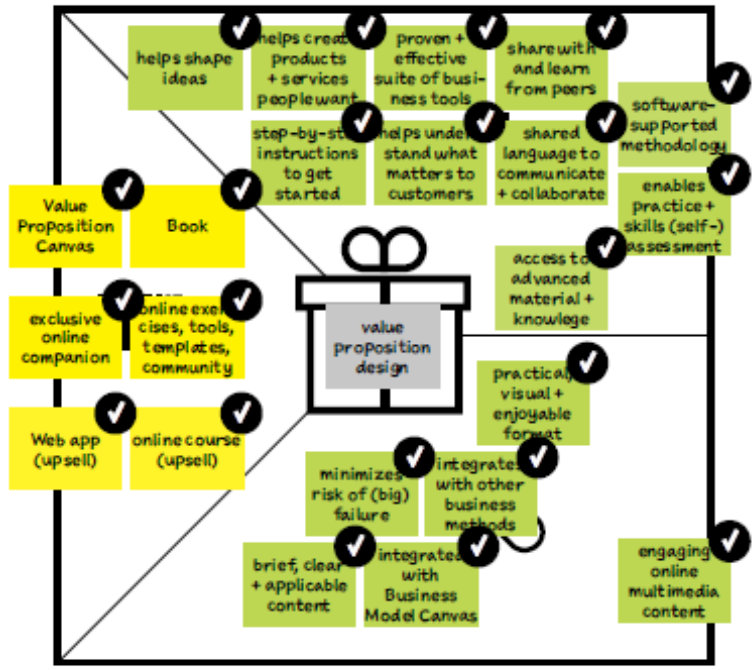 helps shape
ideas
helps create
products
+ services
people want
proven +
effective
suite of busi-
ness tools
share with
and learn
from peers
software-
supported
methodology
step-by-step
instructions
to get
started
helps under-
stand what
matters to
customers
shared
language to
communicate
+ collaborate
enables
practice +
skills (self-)
assessment
Value
Proposition
Canvas
Book
access to
advanced
material +
knowlege
exclusive
online
companion
online exer-
cises, tools,
templates,
community
value
proposition
design
practical,
visual +
enjoyable
format
Web app
(upsell)
online course
(upsell)
minimizes
risk of (big)
failure
integrates
with other
business
methods
brief, clear
+ applicable
content
integrated
with
Business
Model Canvas
engaging
online
multimedia
content